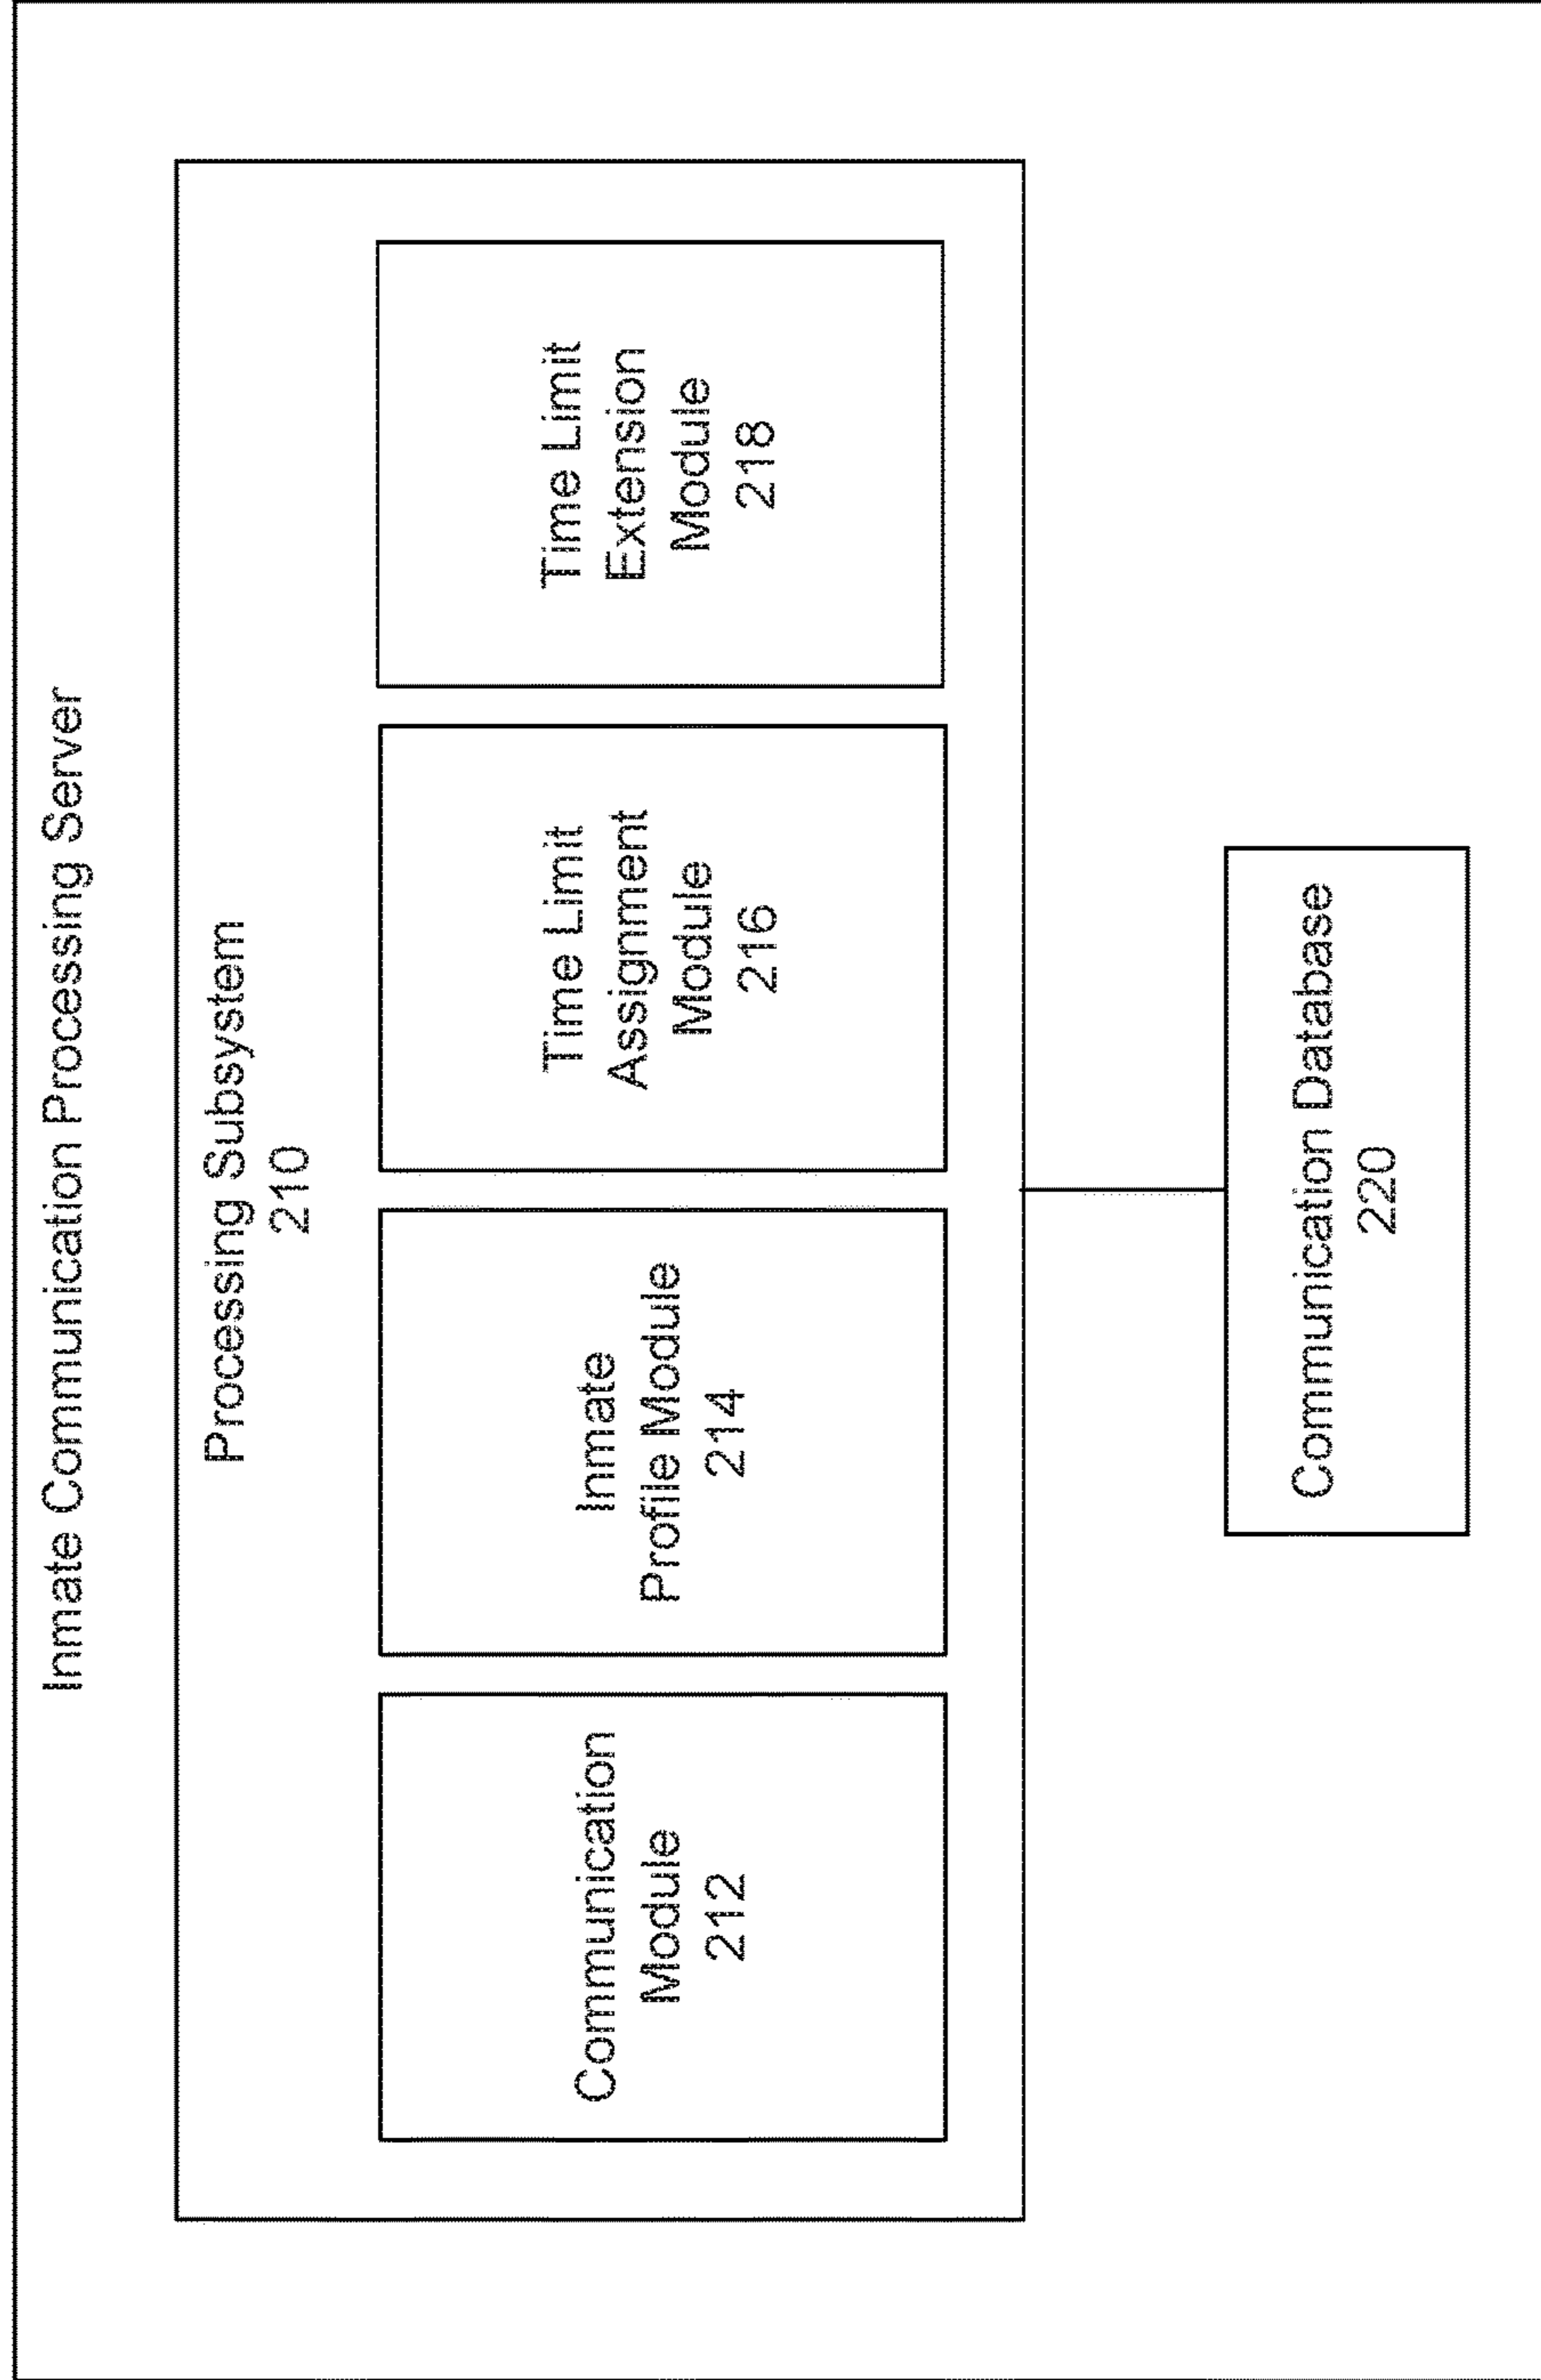 Inmate Communication Processing Server
Processing Subsystem
210
Communication
Module
212
Inmate
Profile Module
214
Time Limit
Assignment
Module
216
Time Limit
Extension
Module
218
Communication Database
220